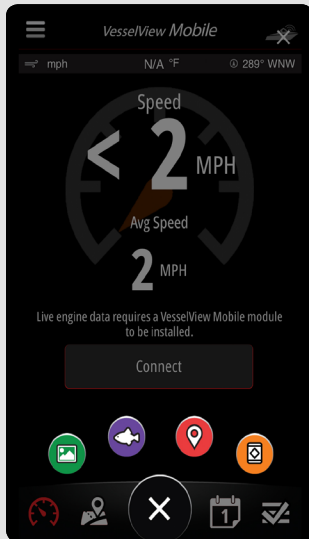 VesselView Mobile
mph N/A °F 289° WNW
Speed
< 2 MPH
Avg Speed
2 MPH
Live engine data requires a VesselView Mobile module
to be installed.
Connect
1